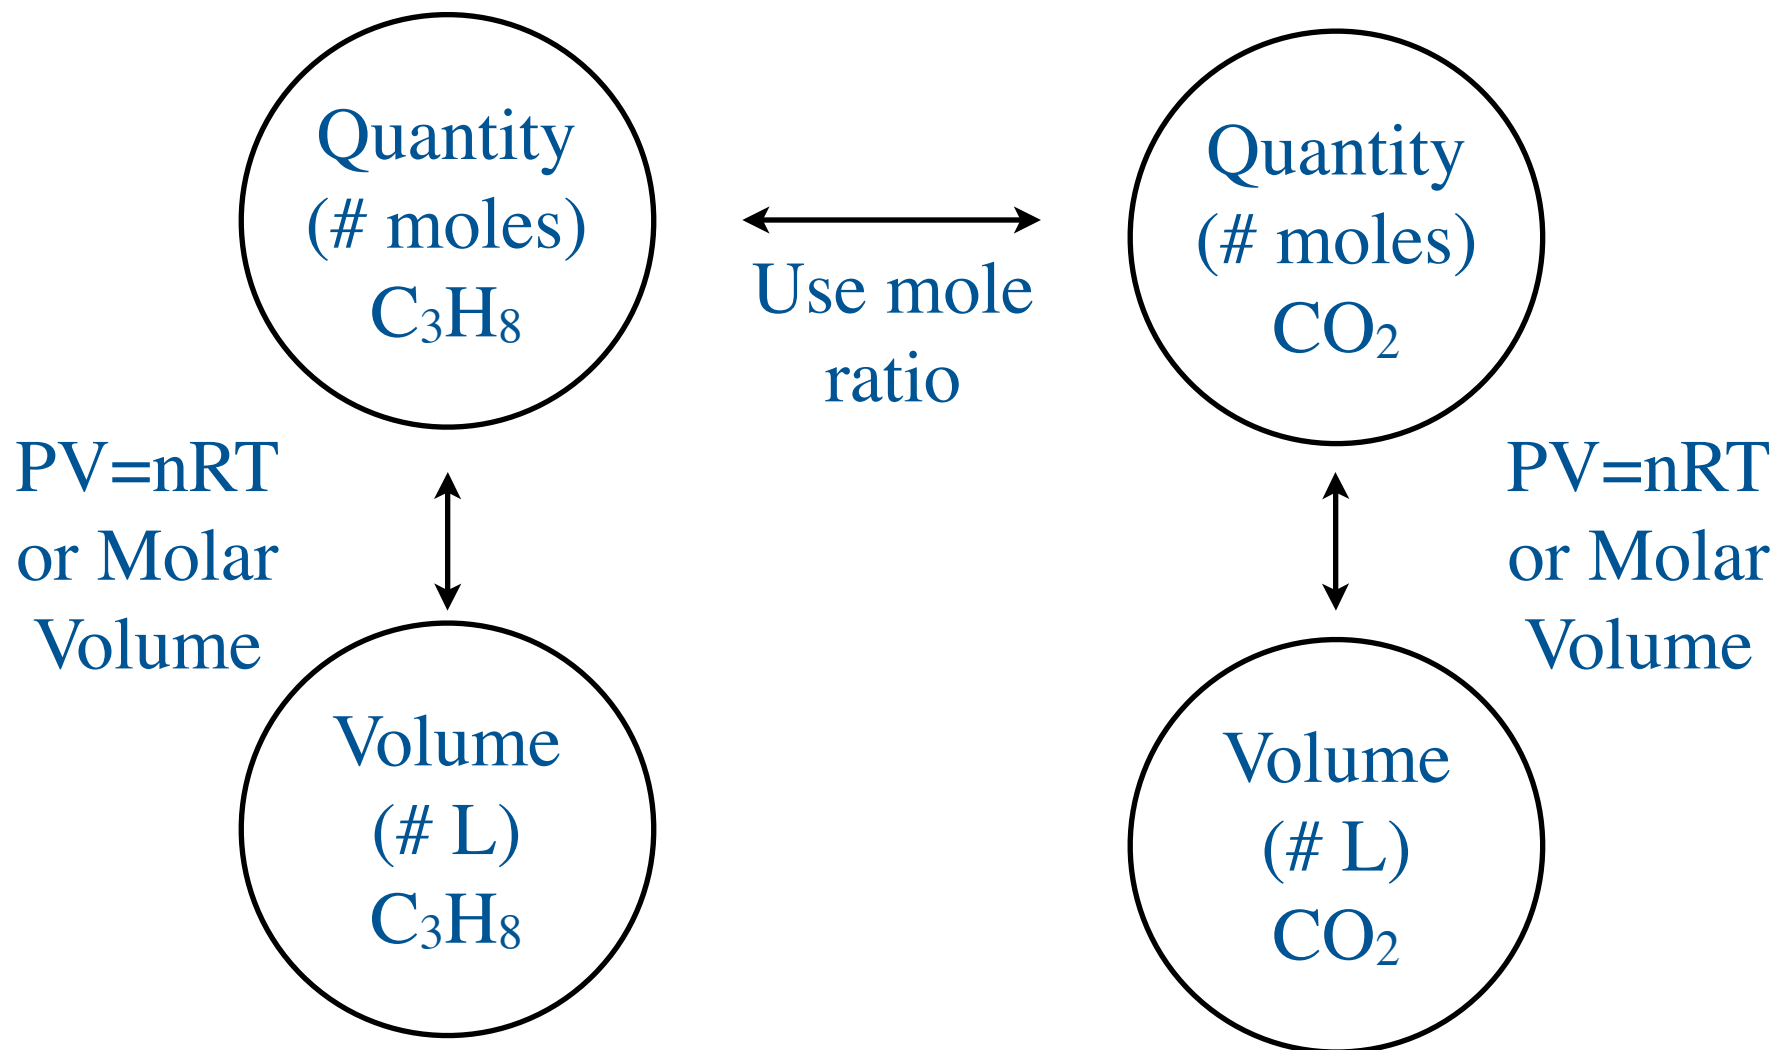 Quantity
(# moles)
C₃H₈
Use mole
ratio
Quantity
(# moles)
CO₂
PV=nRT
or Molar
Volume
PV=nRT
or Molar
Volume
Volume
(# L)
C₃H₈
Volume
(# L)
CO₂